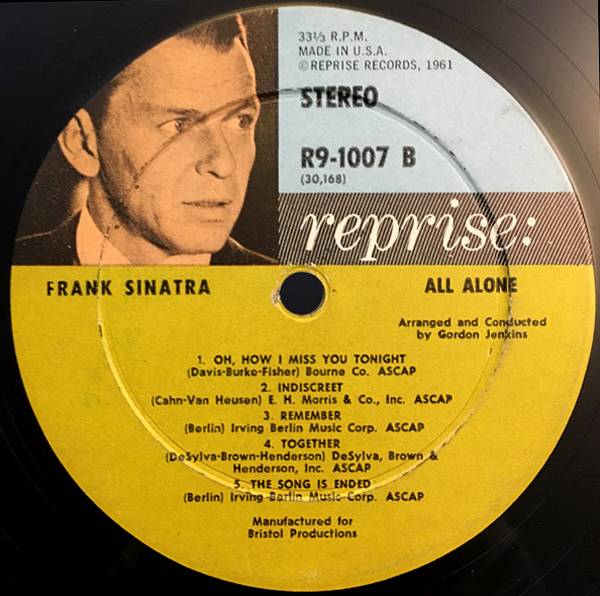 33⅓ R.P.M.
MADE IN U.S.A.
©REPRISE RECORDS, 1961
STEREO
R9-1007 B
(30,168)
reprise:
FRANK SINATRA
ALL ALONE
Arranged and Conducted
by Gordon Jenkins
1. OH, HOW I MISS YOU TONIGHT
(Davis-Burke-Fisher) Bourne Co. ASCAP
2. INDISCREET
(Cahn-Van Heusen) E. H. Morris & Co., Inc. ASCAP
3. REMEMBER
(Berlin) Irving Berlin Music Corp. ASCAP
4. TOGETHER
(DeSylva-Brown-Henderson) DeSylva, Brown &
Henderson, Inc. ASCAP
5. THE SONG IS ENDED
(Berlin) Irving Berlin Music Corp. ASCAP
Manufactured for
Bristol Productions